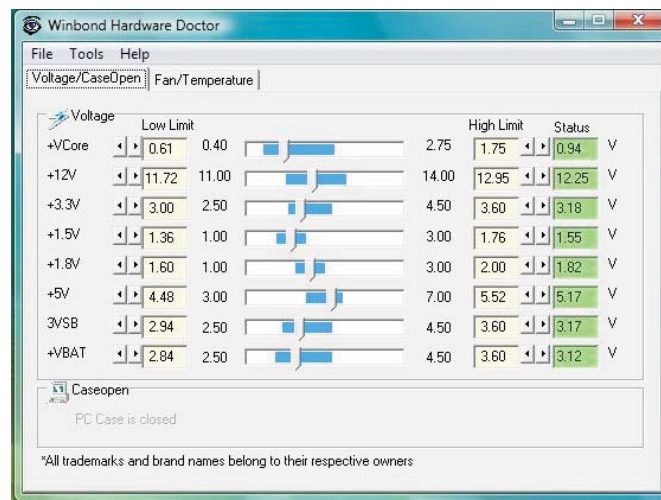 Winbond Hardware Doctor
File Tools Help
Voltage/CaseOpen Fan/Temperature
Voltage
Low Limit High Limit Status
+VCore 0.61 0.40 2.75 1.75 0.94 V
+12V 11.72 11.00 14.00 12.95 12.25 V
+3.3V 3.00 2.50 4.50 3.60 3.18 V
+1.5V 1.36 1.00 3.00 1.76 1.55 V
+1.8V 1.60 1.00 3.00 2.00 1.82 V
+5V 4.48 3.00 7.00 5.52 5.17 V
3VSB 2.94 2.50 4.50 3.60 3.17 V
+VBAT 2.84 2.50 4.50 3.60 3.12 V
Caseopen
PC Case is closed
*All trademarks and brand names belong to their respective owners